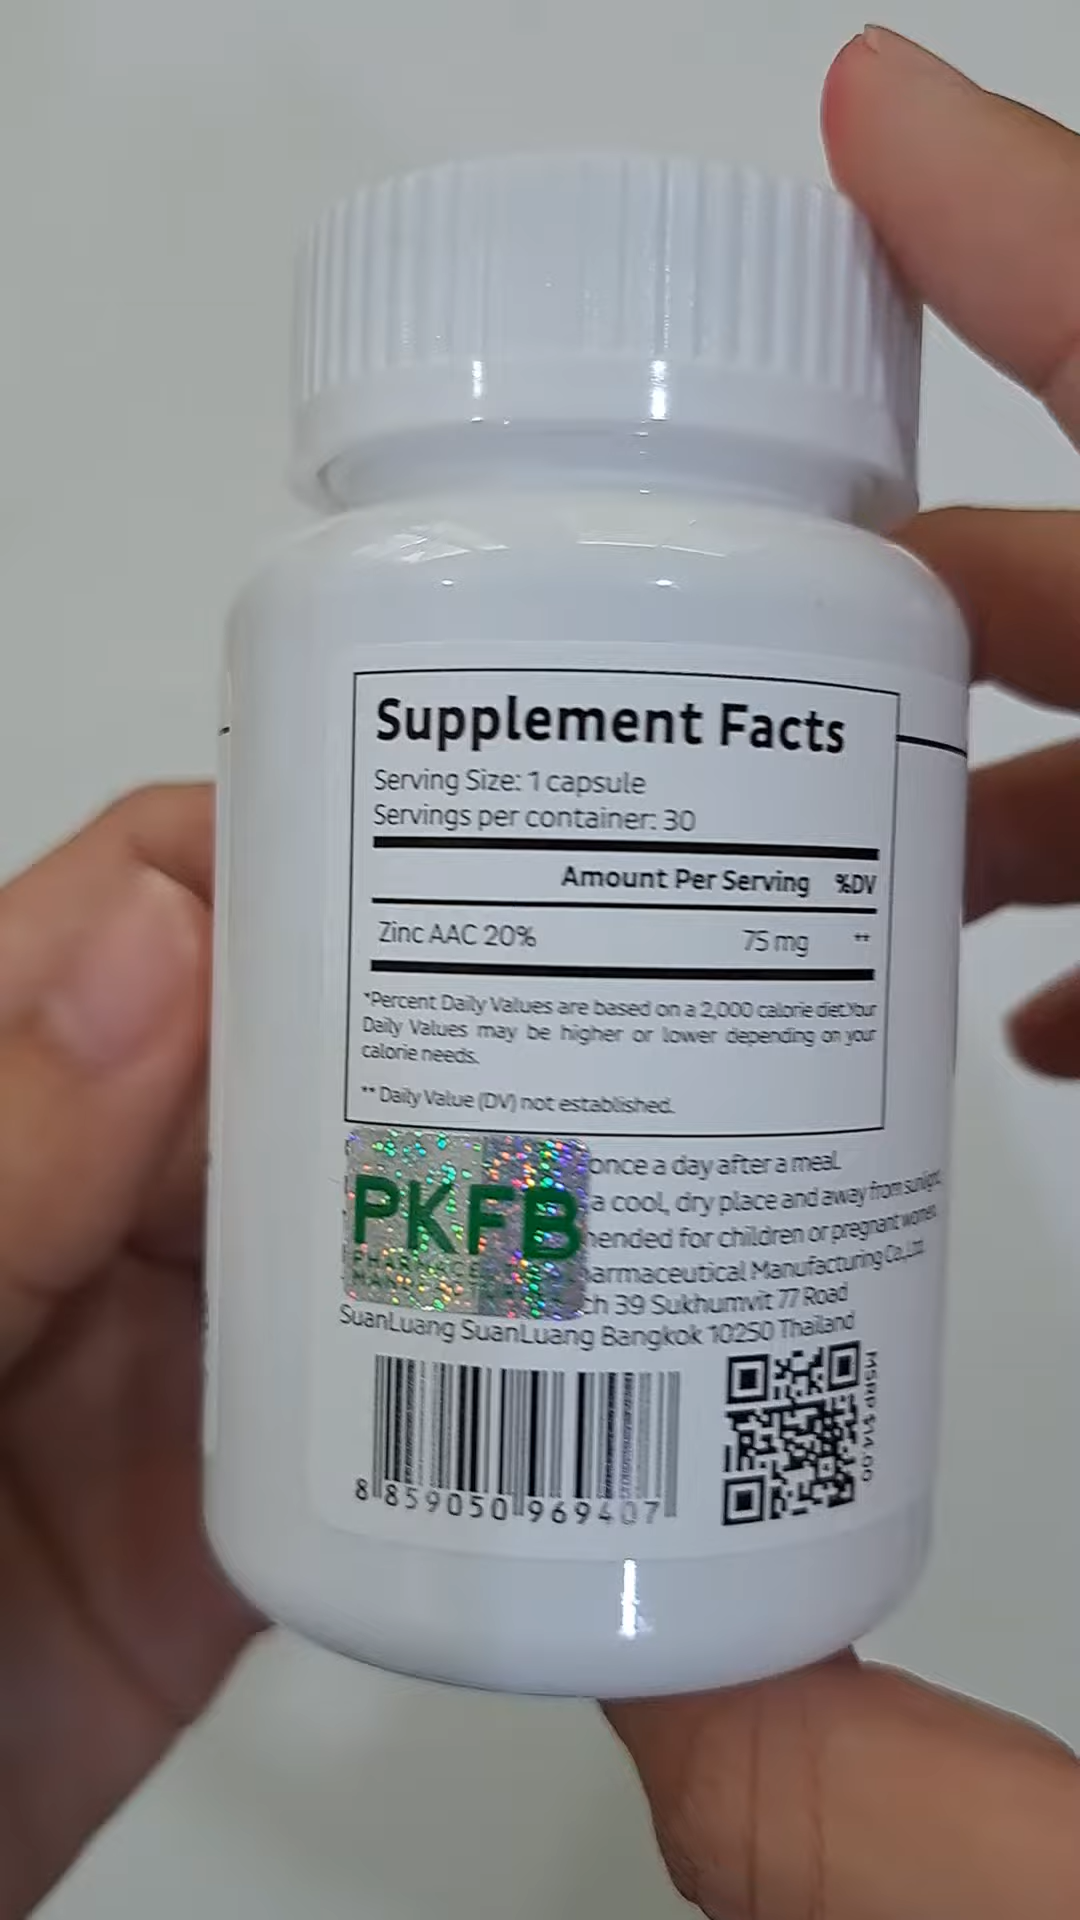 Supplement Facts
Serving Size: 1 capsule
Servings per container: 30
Amount Per Serving %DV
Zinc AAC 20% 75 mg **
*Percent Daily Values are based on a 2,000 calorie diet.Your
Daily Values may be higher or lower depending on your
calorie needs.
** Daily Value (DV) not established.
once a day after a meal.
a cool, dry place and away from sunlight.
mended for children or pregnant women.
armaceutical Manufacturing Co.,Ltd.
PKFB
ch 39 Sukhumvit 77 Road
SuanLuang SuanLuang Bangkok 10250 Thailand
8 859050 969407
MSRP $14.00